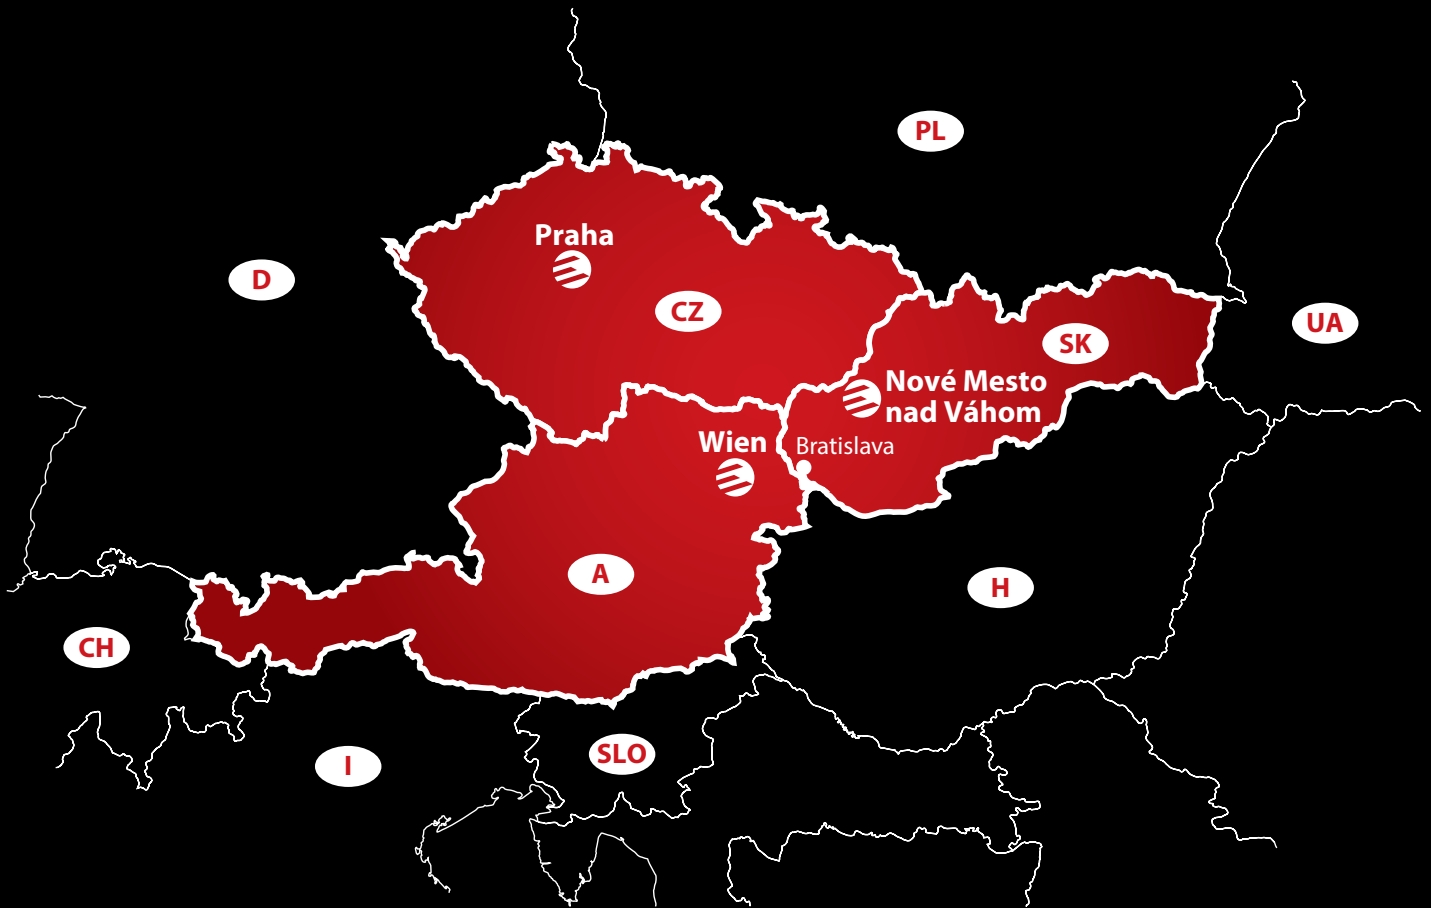 PL
Praha
D
CZ
UA
SK
Nové Mesto
nad Váhom
Wien
Bratislava
A
H
CH
SLO
I